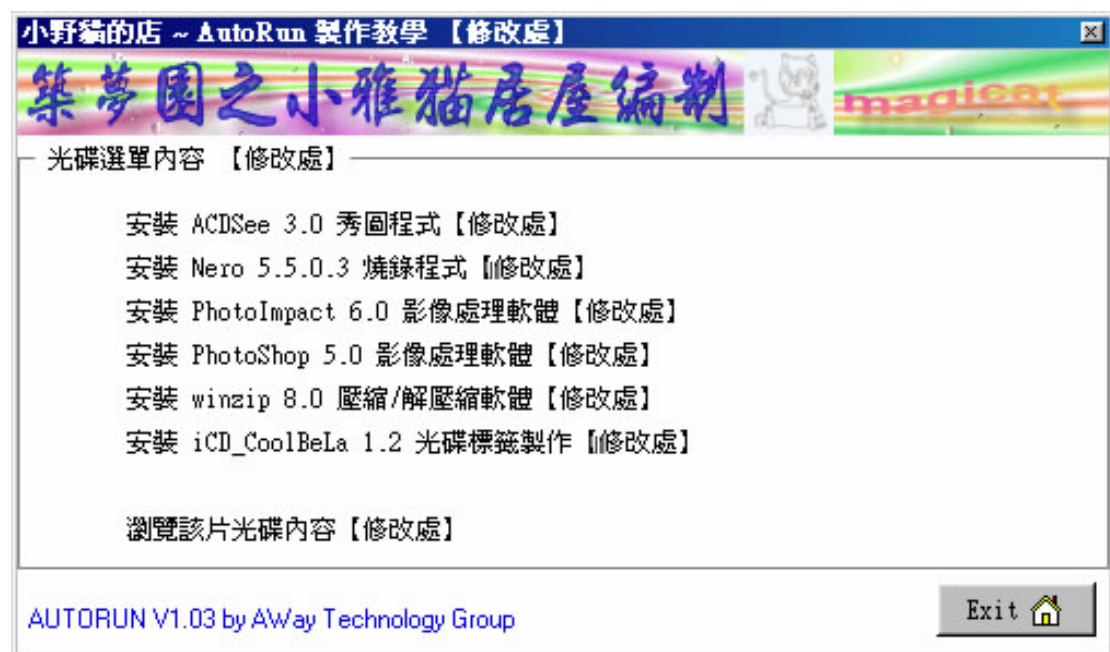 小野貓的店 ~ AutoRun 製作教學 【修改處】
築夢園之小雅貓居屋編制 magicat
光碟選單內容 【修改處】
安裝 ACDSee 3.0 秀圖程式【修改處】
安裝 Nero 5.5.0.3 燒錄程式【修改處】
安裝 PhotoImpact 6.0 影像處理軟體【修改處】
安裝 PhotoShop 5.0 影像處理軟體【修改處】
安裝 winzip 8.0 壓縮/解壓縮軟體【修改處】
安裝 iCD_CoolBeLa 1.2 光碟標籤製作【修改處】
瀏覽該片光碟內容【修改處】
AUTORUN V1.03 by AWay Technology Group
Exit